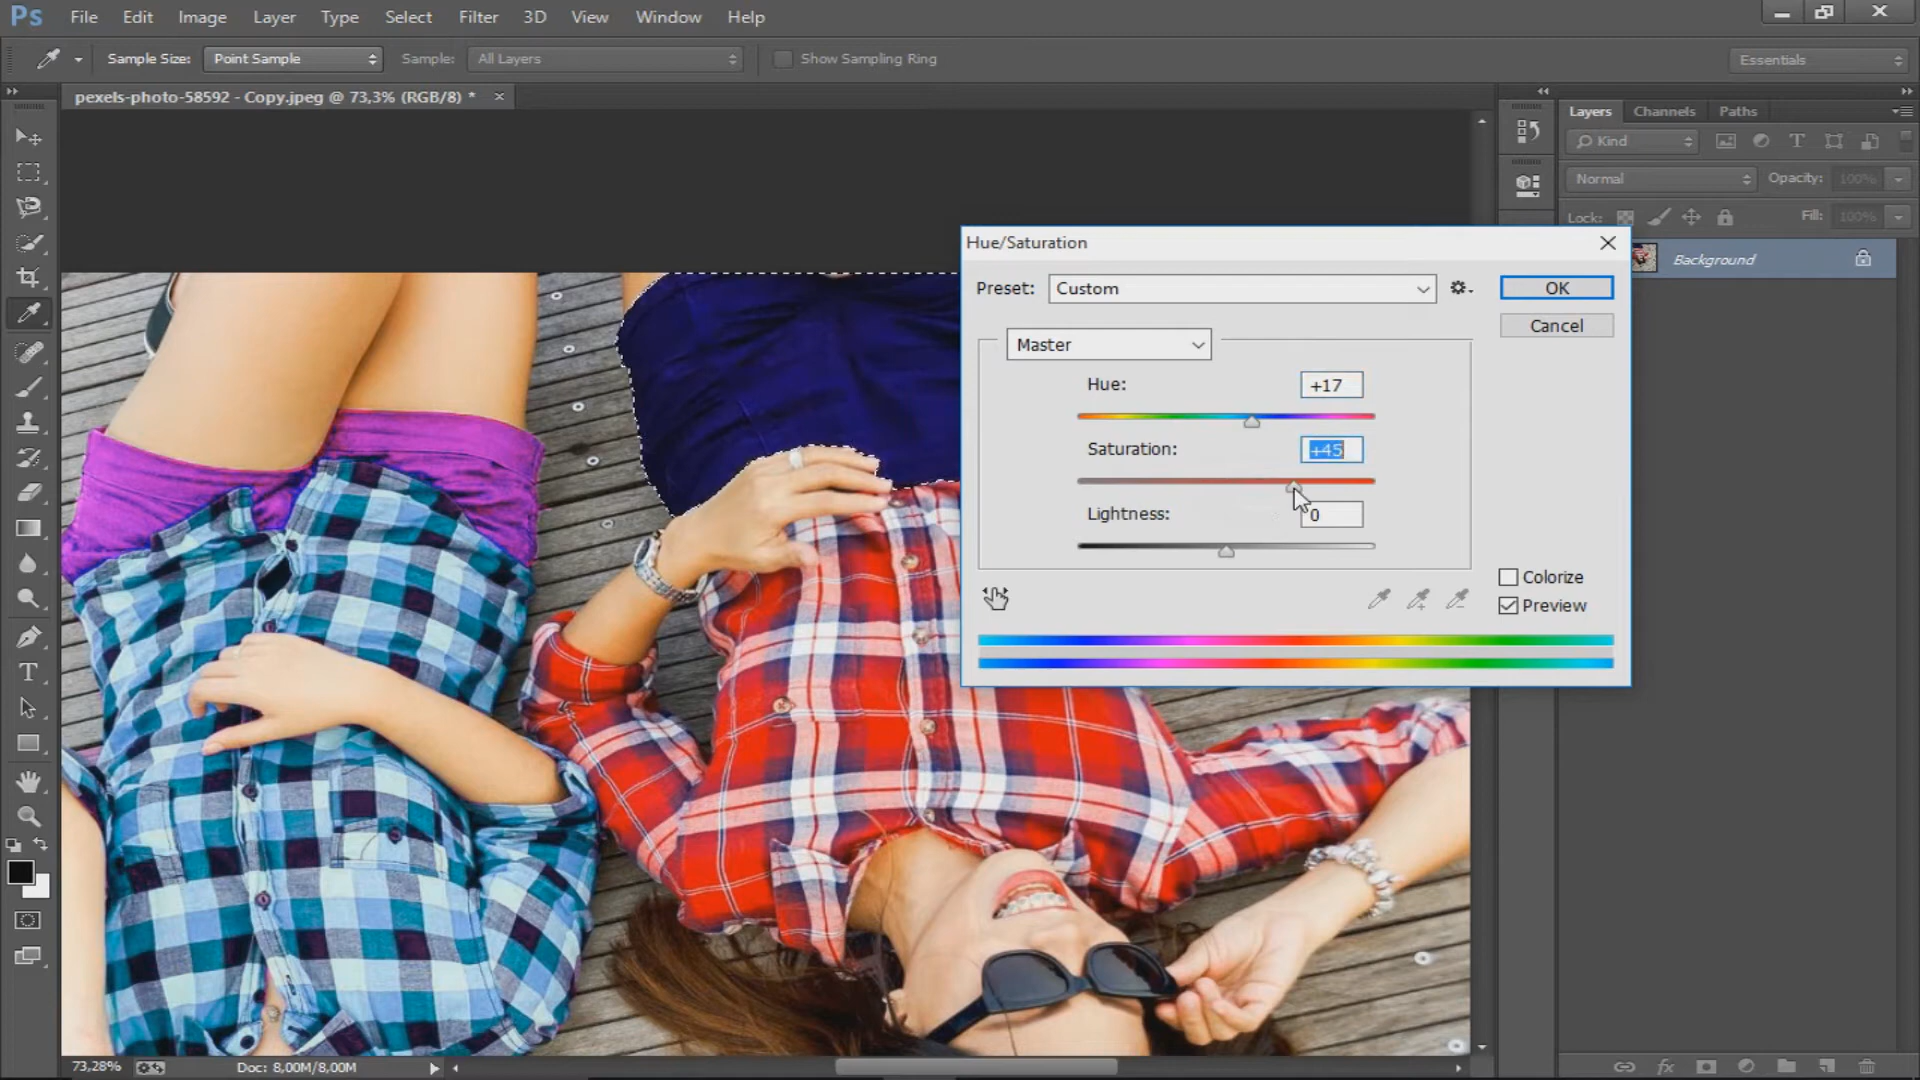 Ps File Edit Image Layer Type Select Filter 3D View Window Help
Sample Size: Point Sample Sample: All Layers Show Sampling Ring Essentials
pexels-photo-58592 - Copy.jpeg @ 73,3% (RGB/8) * ×
Layers Channels Paths
Kind
Normal Opacity: 100%
Lock: Fill: 100%
Background
Hue/Saturation
Preset: Custom OK
Cancel
Master
Hue: +17
Saturation: +45
Lightness: 0
Colorize
Preview
73,28% Doc: 8,00M/8,00M